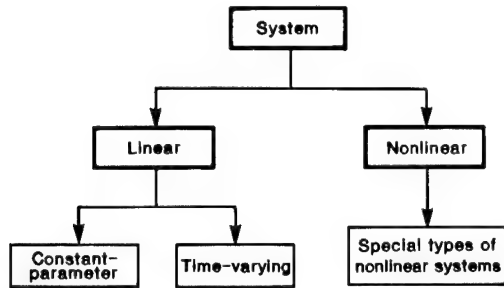 System
Linear
Nonlinear
Constant-
parameter
Time-varying
Special types of
nonlinear systems